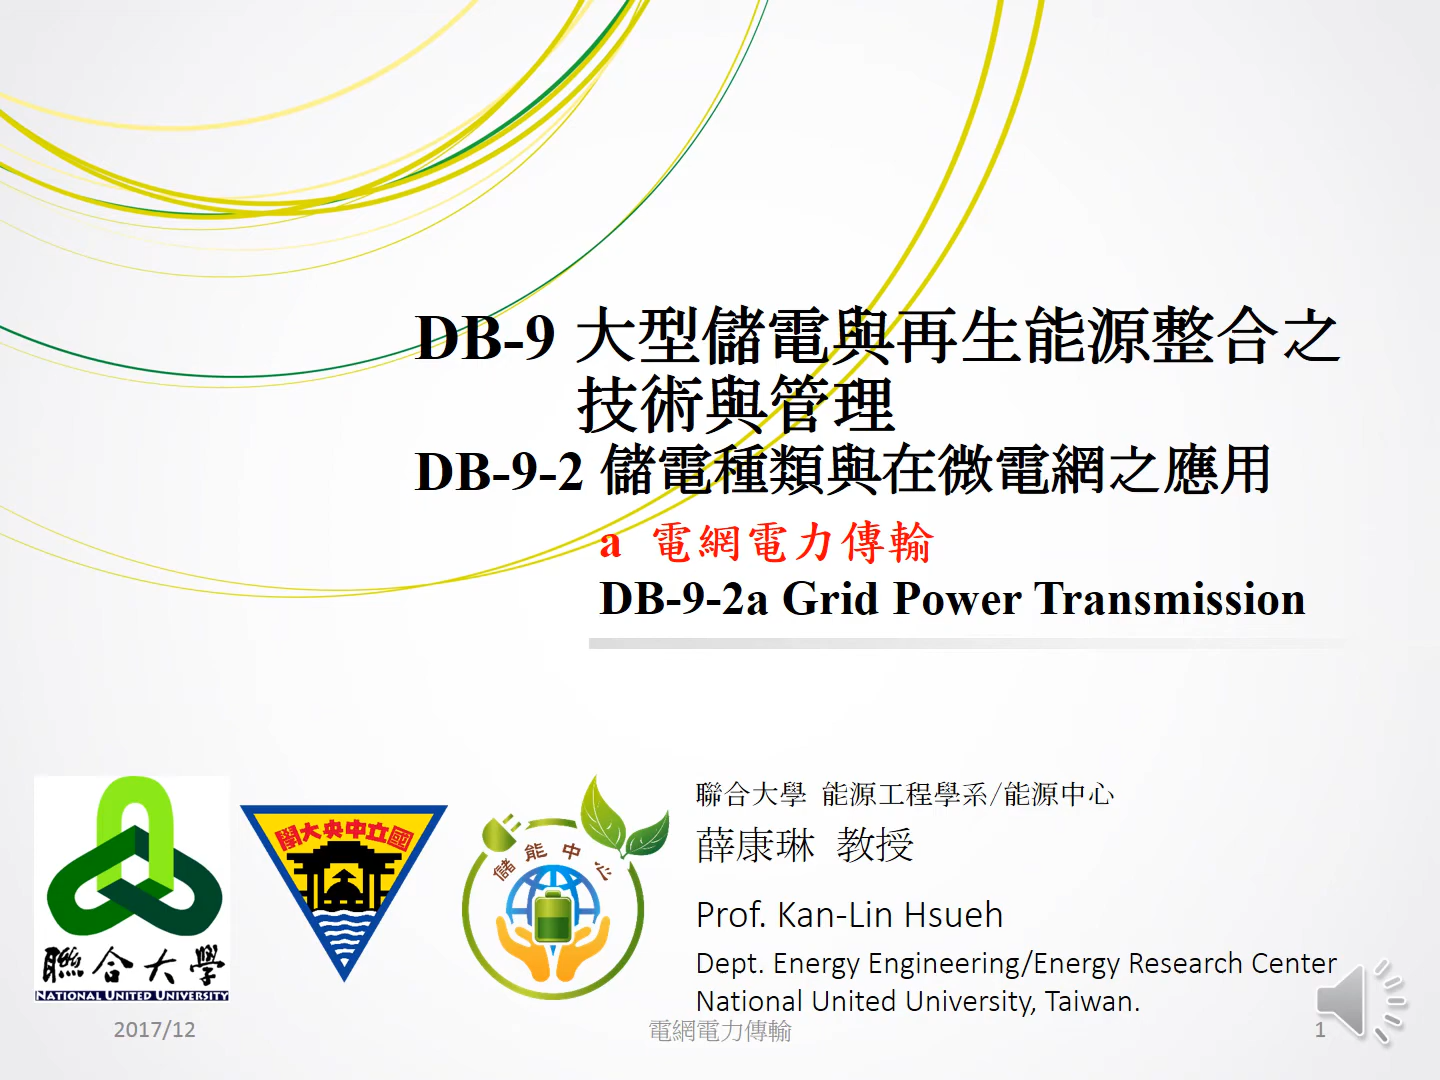 DB-9 大型儲電與再生能源整合之
技術與管理
DB-9-2 儲電種類與在微電網之應用
a 電網電力傳輸
DB-9-2a Grid Power Transmission
聯合大學
NATIONAL UNITED UNIVERSITY
學大央中立國
儲能中心
聯合大學 能源工程學系/能源中心
薛康琳 教授
Prof. Kan-Lin Hsueh
Dept. Energy Engineering/Energy Research Center
National United University, Taiwan.
2017/12
電網電力傳輸
1